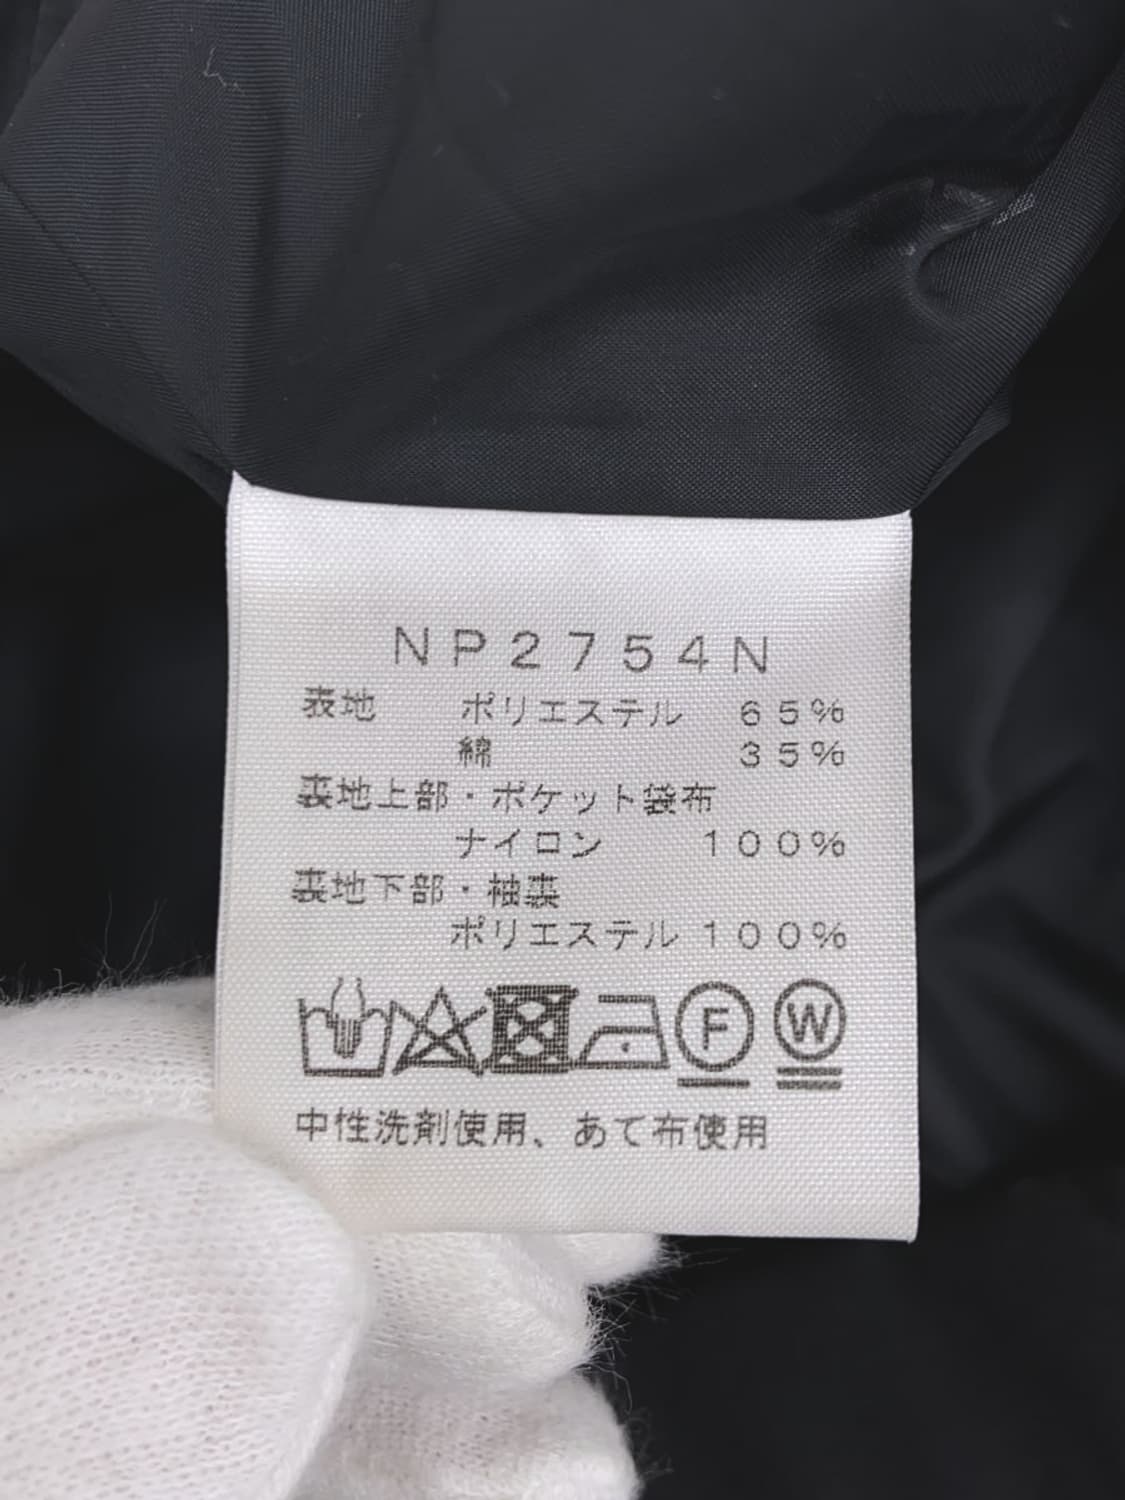 NP2754N
表地 ポリエステル 65%
綿 35%
裏地上部・ポケット袋布
ナイロン 100%
裏地下部・袖裏
ポリエステル 100%
F W
中性洗剤使用、あて布使用